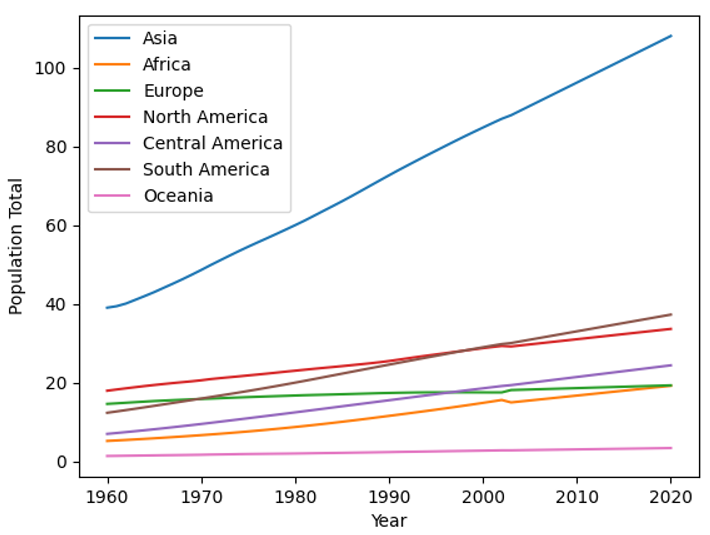 Asia
Africa
Europe
North America
Central America
South America
Oceania
Population Total
100
80
60
40
20
0
1960 1970 1980 1990 2000 2010 2020
Year